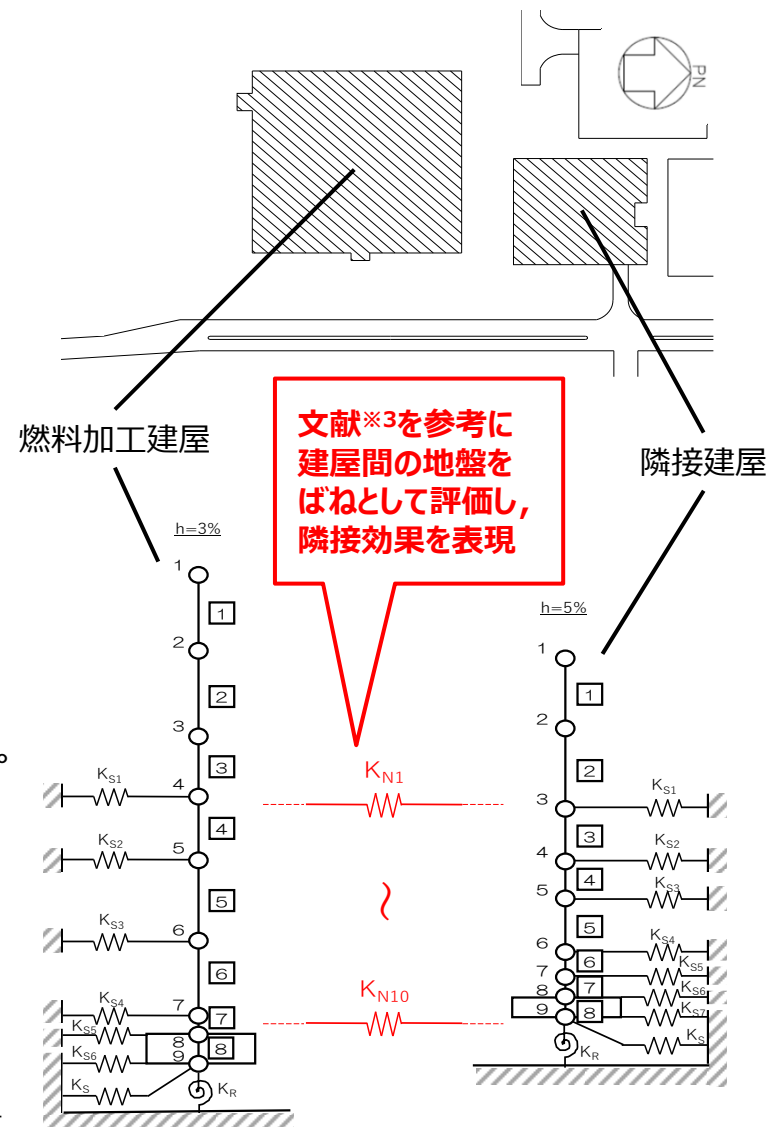 PN
燃料加工建屋
隣接建屋
文献※3を参考に
建屋間の地盤を
ばねとして評価し,
隣接効果を表現
h=3%
1
1
2
2
3
3
4
KS1
4
5
KS2
5
6
KS3
6
7
KS4
7
8
KS5
8
9
KS6
KS
KR
。
KN1
~
KN10
h=5%
1
1
2
2
3
KS1
3
4
KS2
4
5
KS3
5
6
KS4
6
7
KS5
7
8
KS6
8
9
KS7
KS
KR